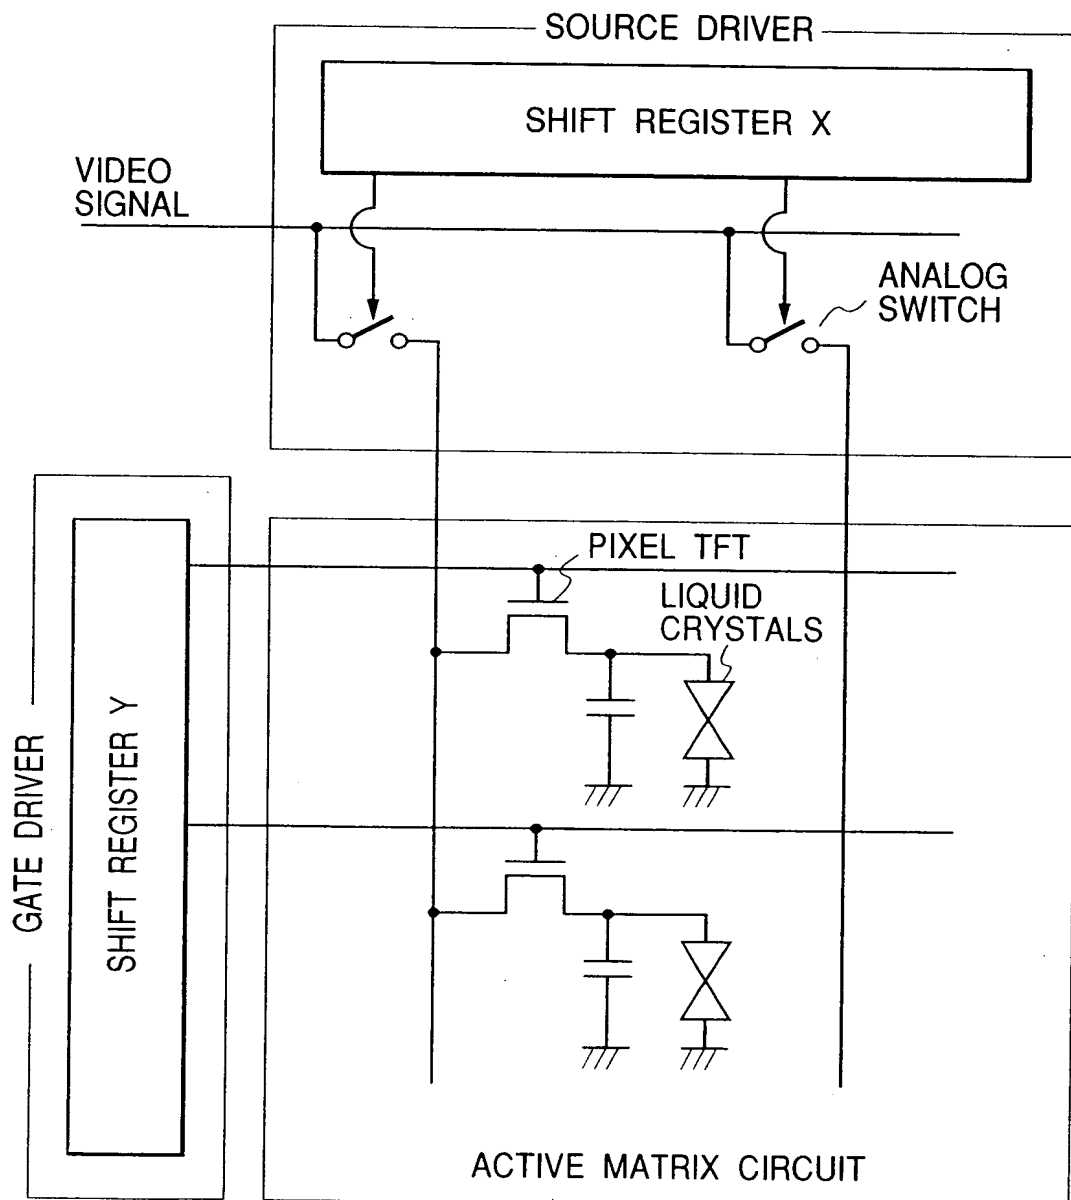 SOURCE DRIVER
SHIFT REGISTER X
VIDEO
SIGNAL
ANALOG
SWITCH
PIXEL TFT
LIQUID
CRYSTALS
GATE DRIVER
SHIFT REGISTER Y
ACTIVE MATRIX CIRCUIT